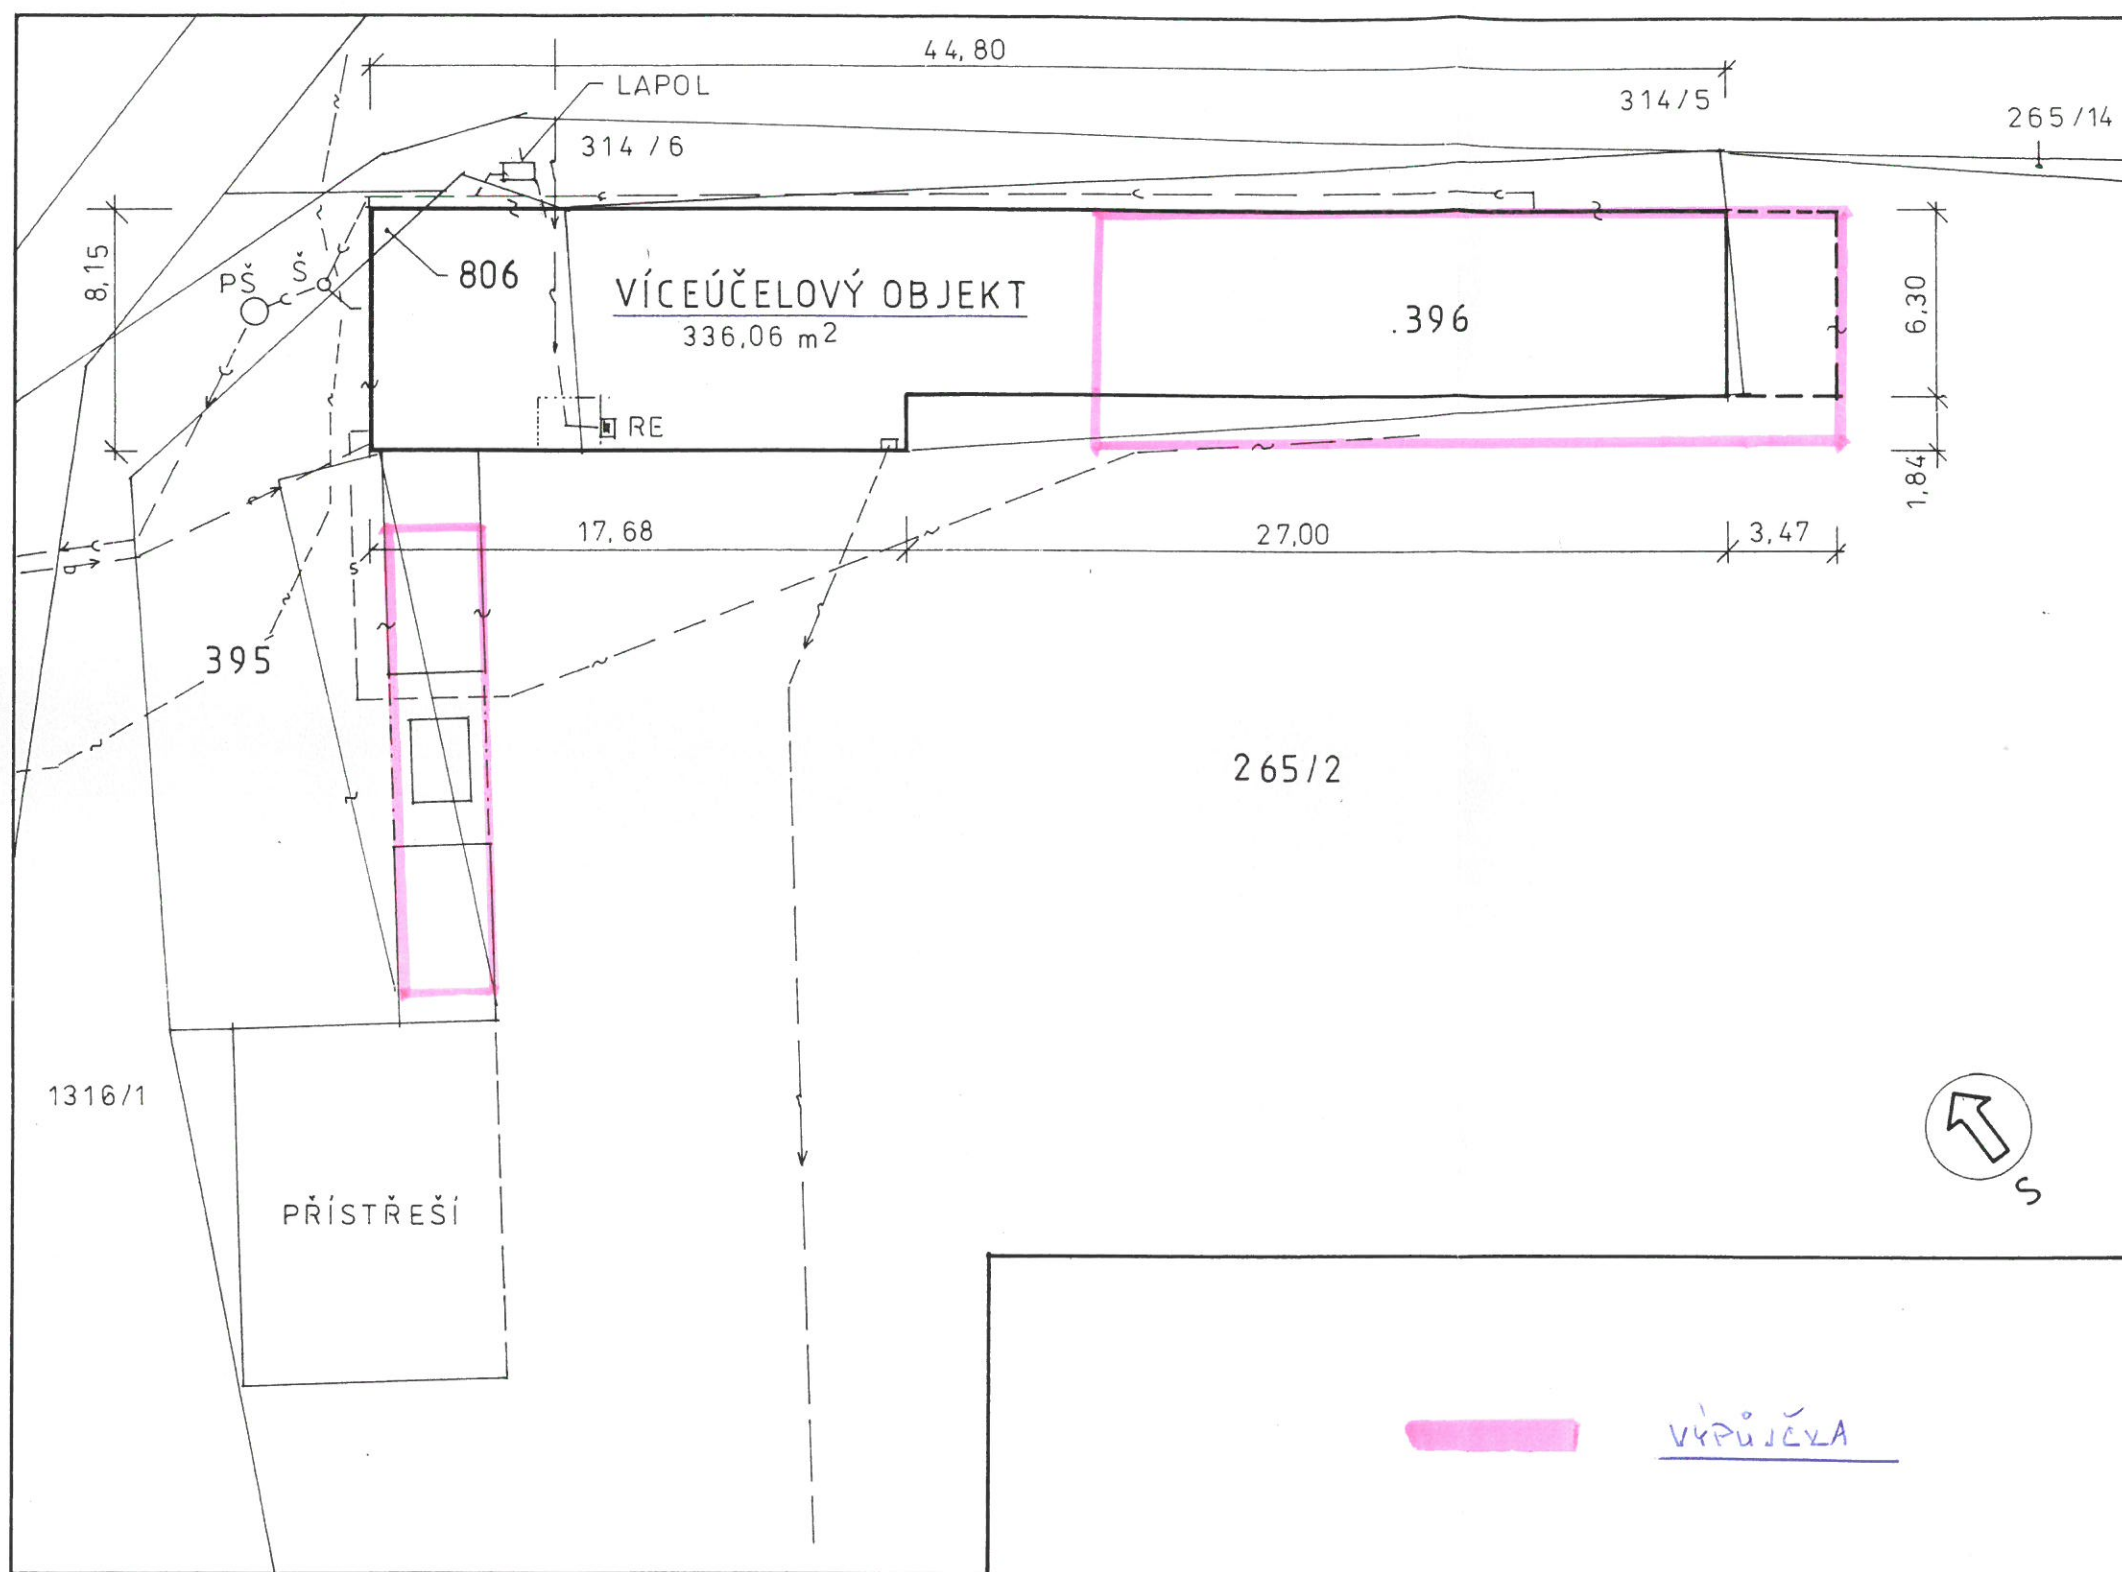 44,80
LAPOL
314/5
265/14
314 / 6
8,15
PŠ
Š
806
VÍCEÚČELOVÝ OBJEKT
336,06 m²
.396
6,30
RE
1,84
17,68
27,00
3,47
395
265/2
1316/1
PŘÍSTŘEŠÍ
S
VÝPŮJČKA